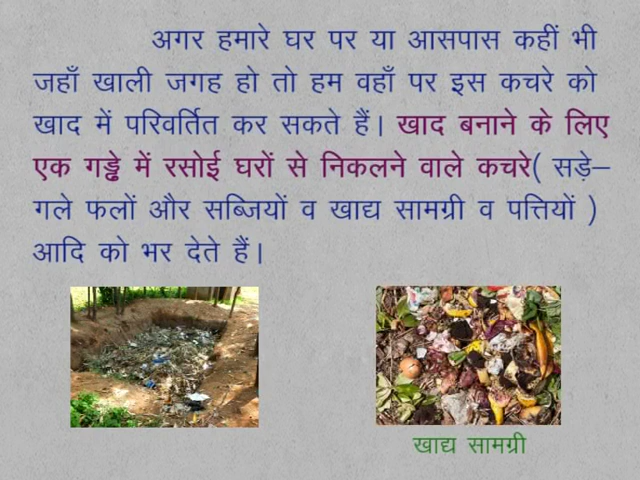 अगर हमारे घर पर या आसपास कहीं भी
जहाँ खाली जगह हो तो हम वहाँ पर इस कचरे को
खाद में परिवर्तित कर सकते हैं। खाद बनाने के लिए
एक गड्ढे में रसोई घरों से निकलने वाले कचरे( सड़े–
गले फलों और सब्जियों व खाद्य सामग्री व पत्तियों )
आदि को भर देते हैं।
खाद्य सामग्री